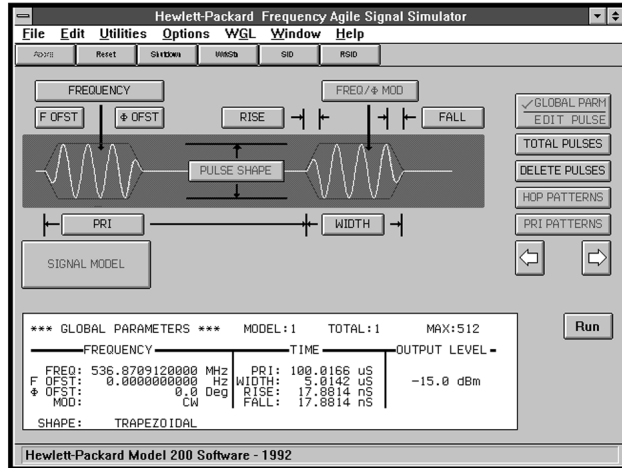 Hewlett-Packard Frequency Agile Signal Simulator
File Edit Utilities Options WGL Window Help
Abort Reset Shutdown WrkSta SID RSID
FREQUENCY
FREQ/Φ MOD
✓GLOBAL PARM
EDIT PULSE
F OFST
Φ OFST
RISE
FALL
TOTAL PULSES
PULSE SHAPE
DELETE PULSES
HOP PATTERNS
PRI
WIDTH
PRI PATTERNS
SIGNAL MODEL
Run
*** GLOBAL PARAMETERS *** MODEL:1 TOTAL:1 MAX:512
FREQUENCY TIME OUTPUT LEVEL
FREQ: 536.8709120000 MHz PRI: 100.0166 uS
F OFST: 0.0000000000 Hz WIDTH: 5.0142 uS -15.0 dBm
Φ OFST: 0.0 Deg RISE: 17.8814 nS
MOD: CW FALL: 17.8814 nS
SHAPE: TRAPEZOIDAL
Hewlett-Packard Model 200 Software - 1992